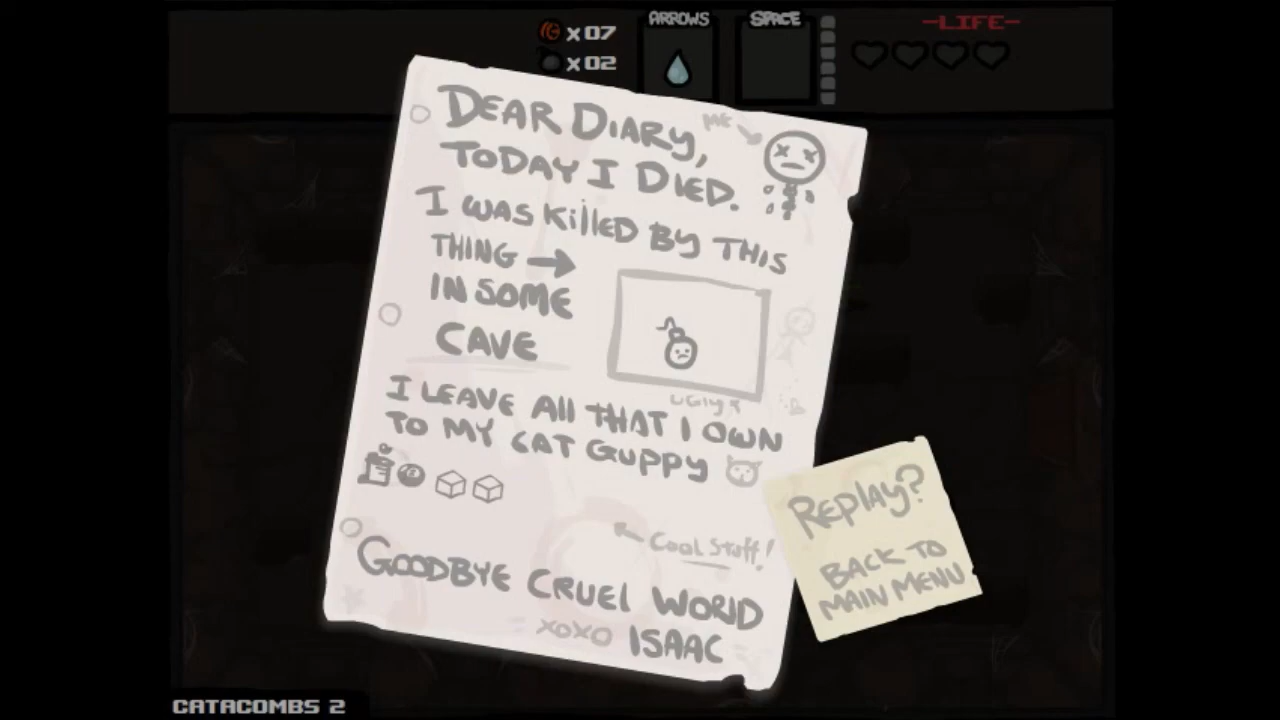 x07
x02
ARROWS
SPACE
-LIFE-
DEAR DIARY,
ME
TODAY I DIED.
I WAS KillED BY THIS
THING
IN SOME
CAVE
UGLY
I LEAVE All THAT I OWN
TO MY CAT GUPPY
COOL STUFF!
GOODBYE CRUEl WORlD
XOXO ISAAC
REPlAY?
BACK TO
MAIN MENU
CATACOMBS 2